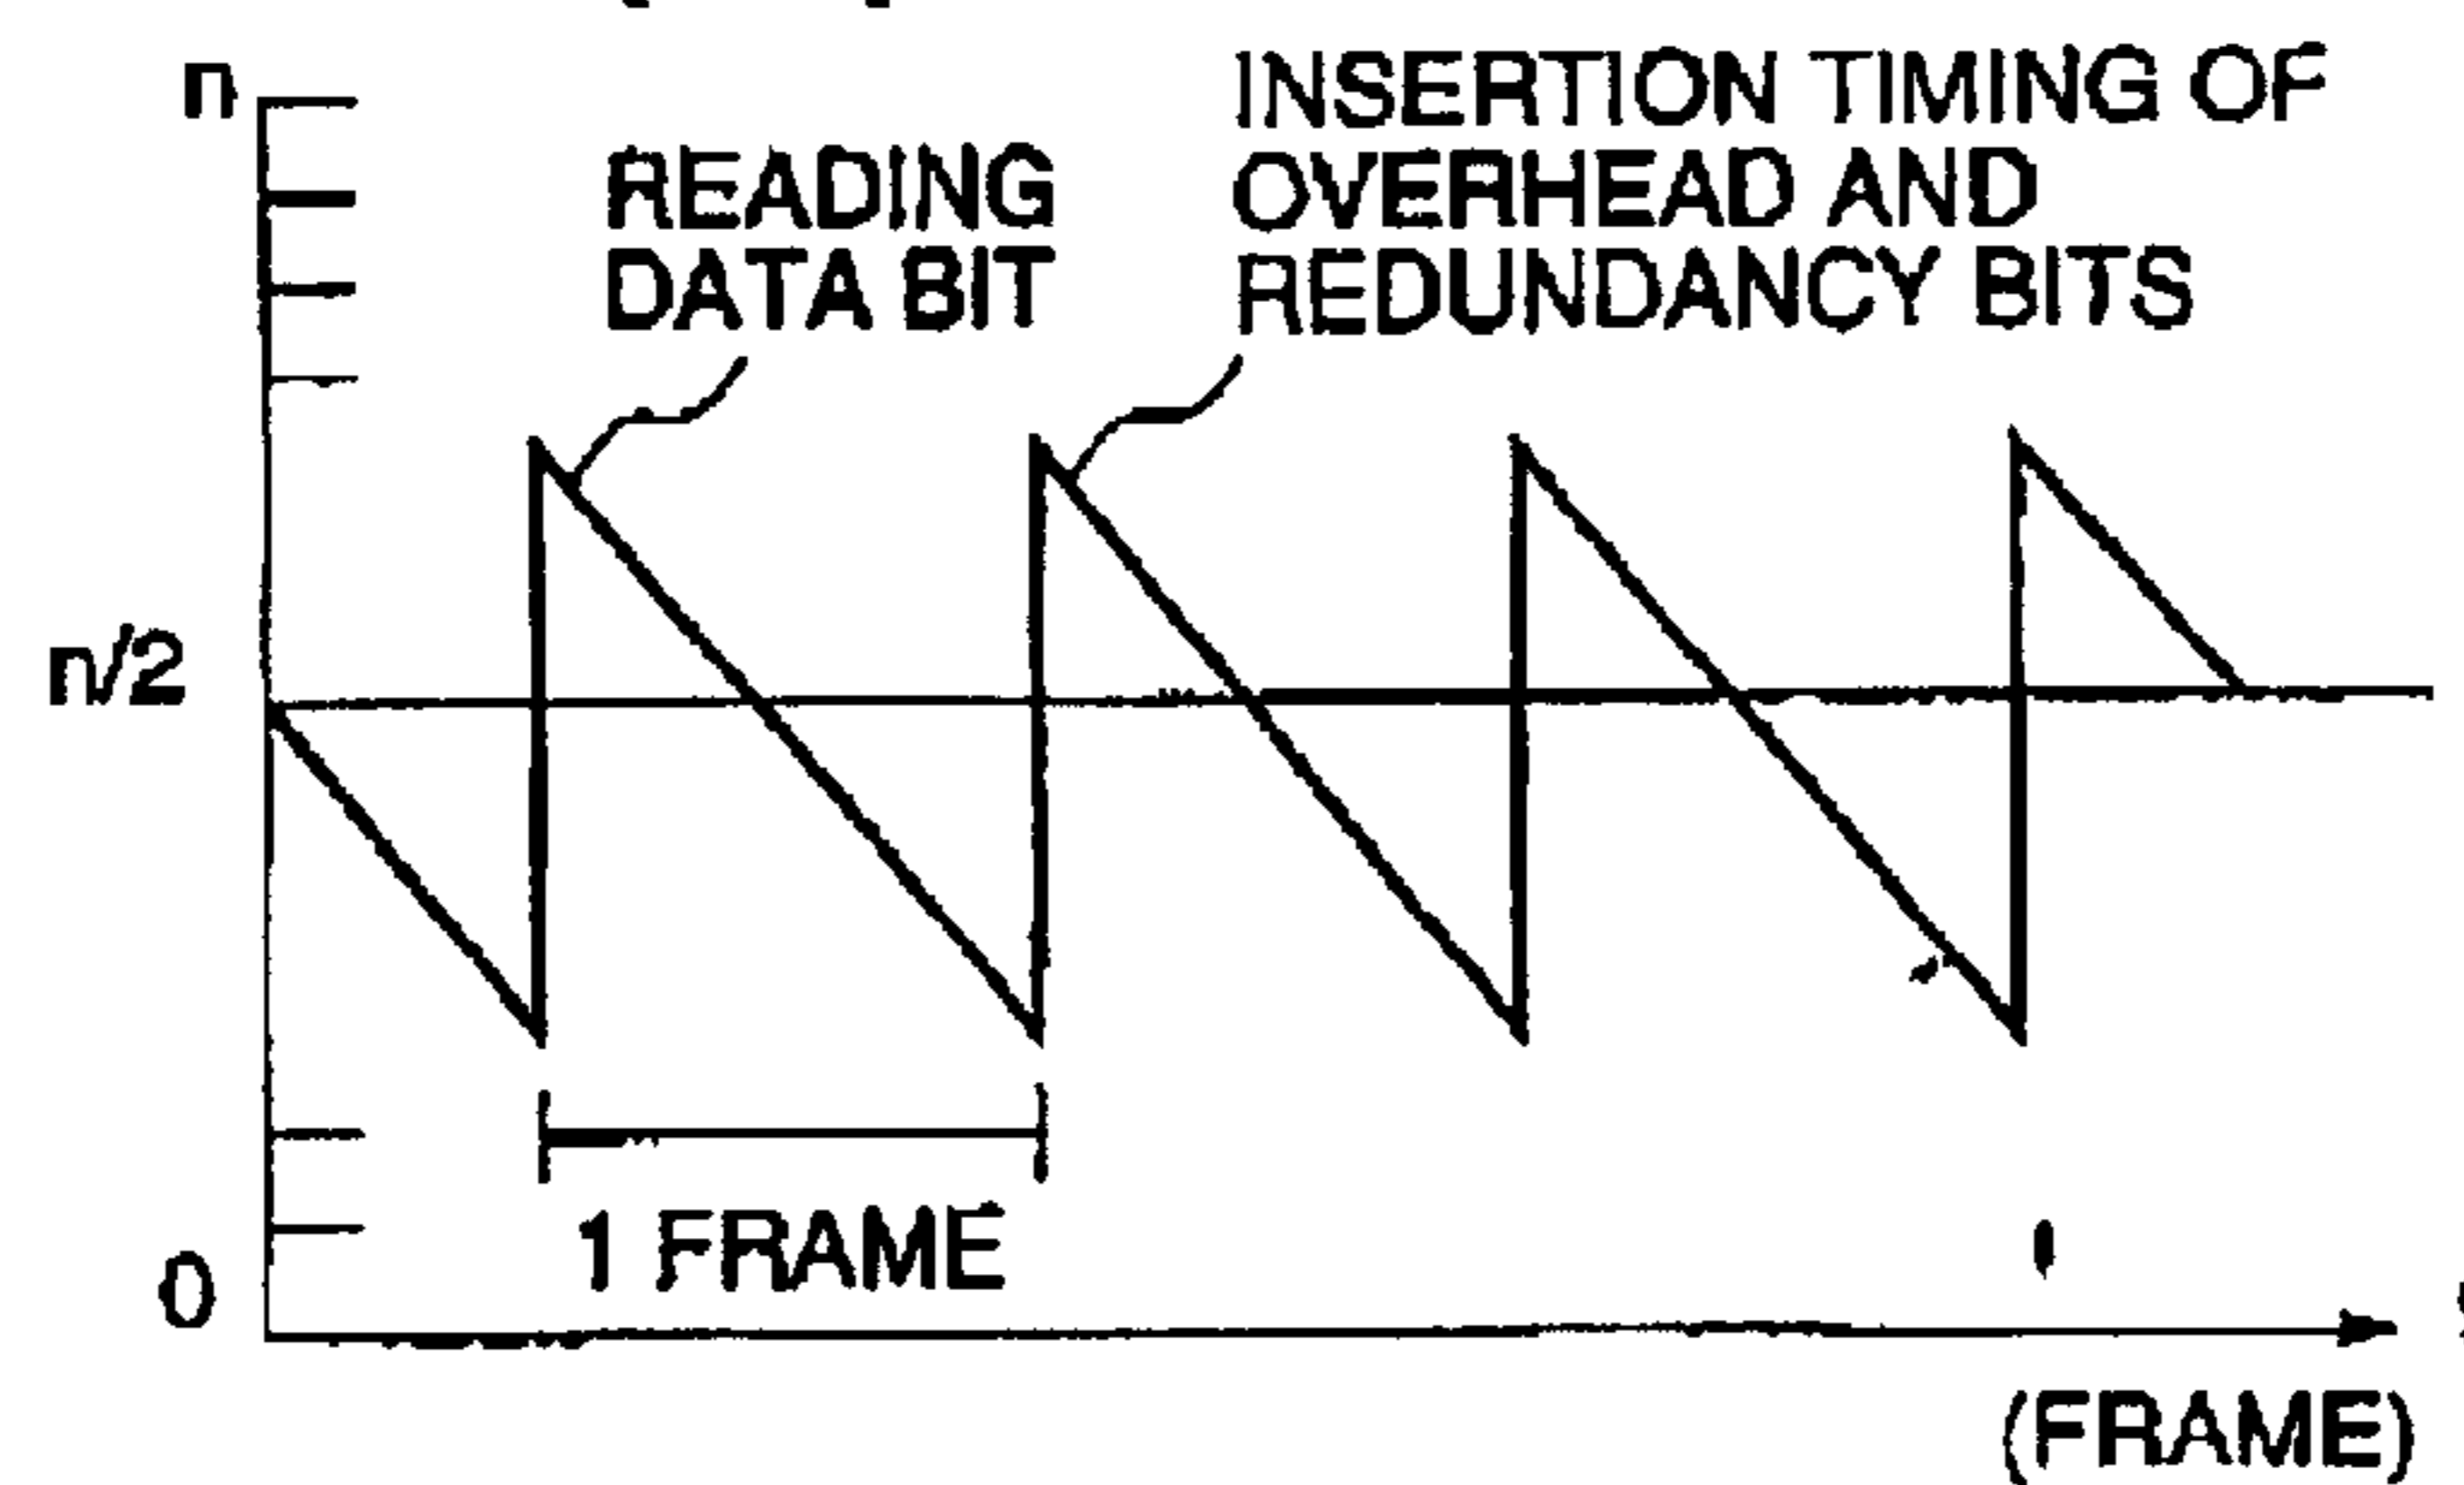 n
INSERTION TIMING OF
OVERHEAD AND
REDUNDANCY BITS
READING
DATA BIT
n/2
1 FRAME
0
(FRAME)